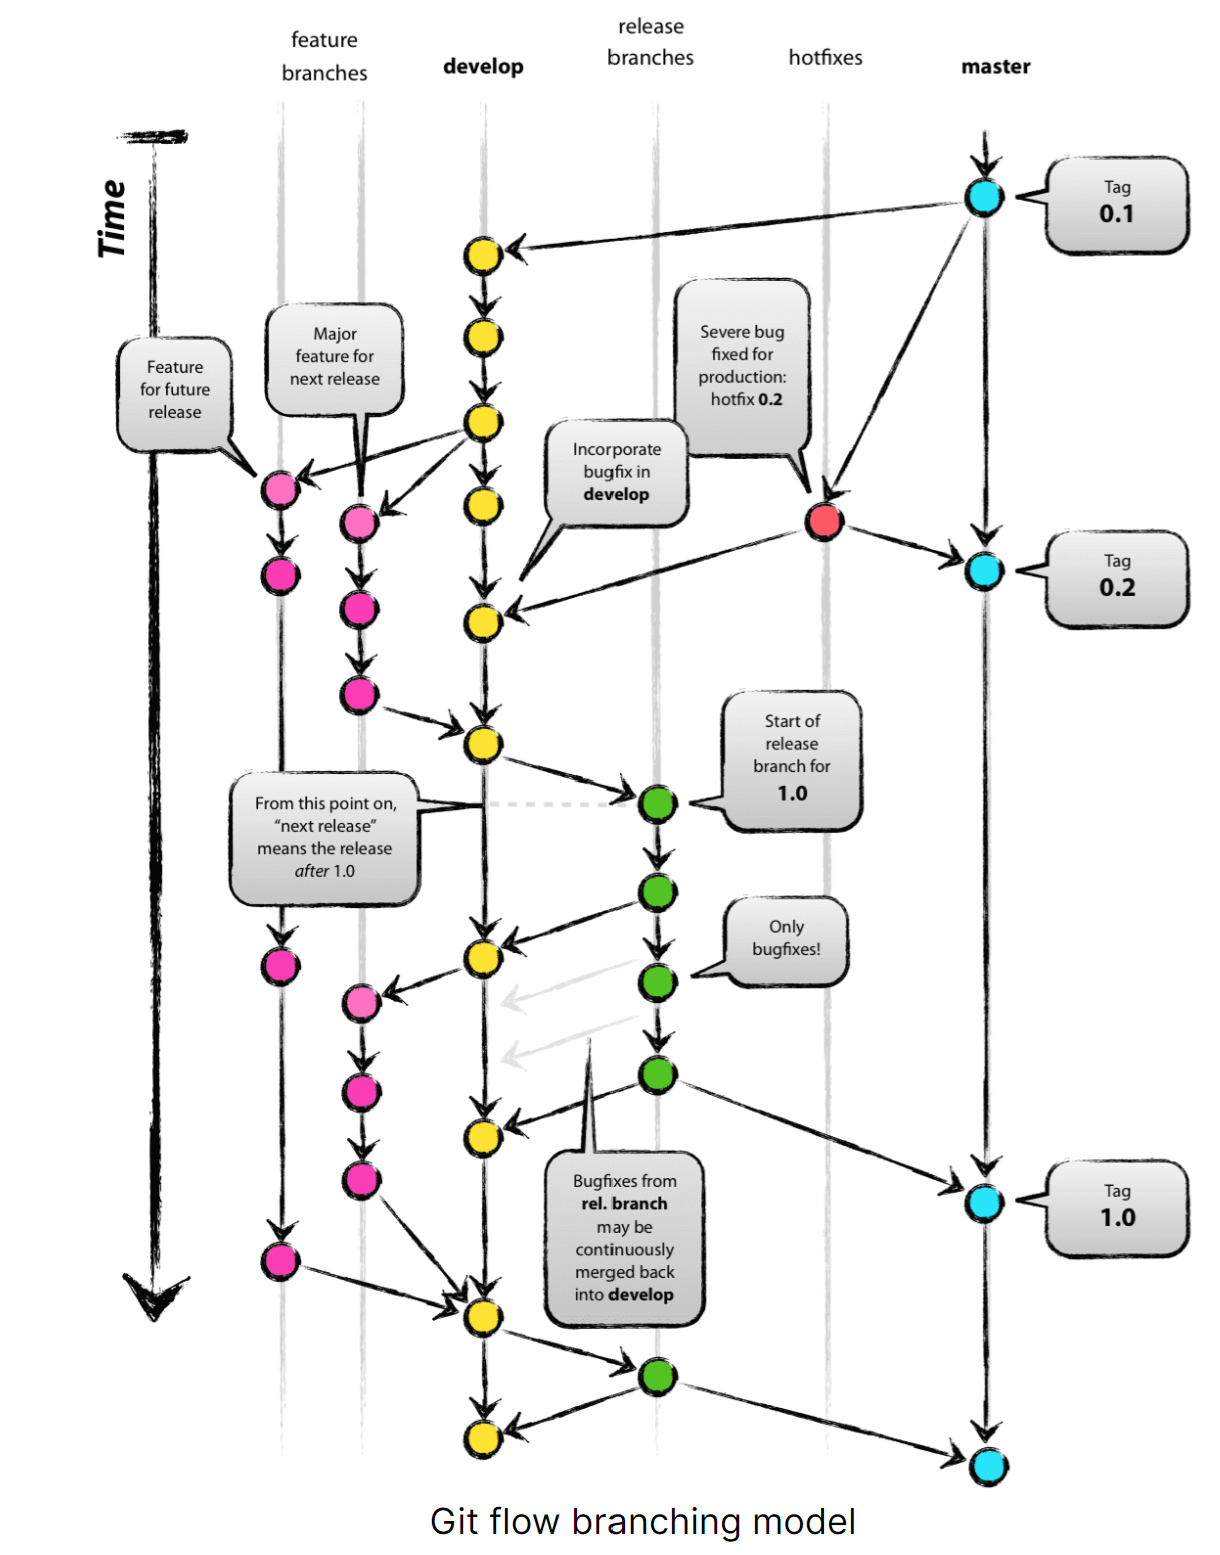 feature
branches
develop
release
branches
hotfixes
master
Time
Tag
0.1
Major
feature for
next release
Feature
for future
release
Severe bug
fixed for
production:
hotfix 0.2
Incorporate
bugfix in
develop
Tag
0.2
Start of
release
branch for
1.0
From this point on,
“next release”
means the release
after 1.0
Only
bugfixes!
Bugfixes from
rel. branch
may be
continuously
merged back
into develop
Tag
1.0
Git flow branching model